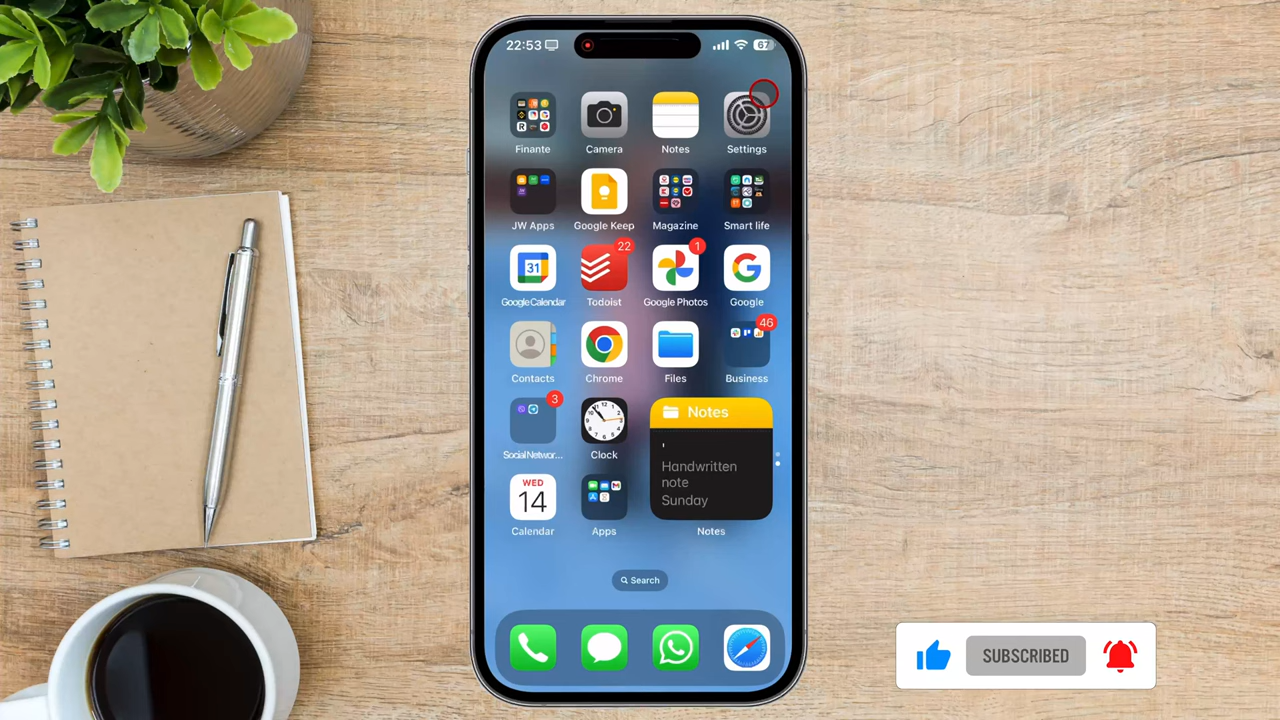 22:53
67
Finante
Camera
Notes
Settings
JW Apps
Google Keep
Magazine
Smart life
31
22
1
Google Calendar
Todoist
Google Photos
Google
46
Contacts
Chrome
Files
Business
3
Notes
Social Networ...
Clock
Handwritten
note
Sunday
WED
14
Calendar
Apps
Notes
Search
SUBSCRIBED